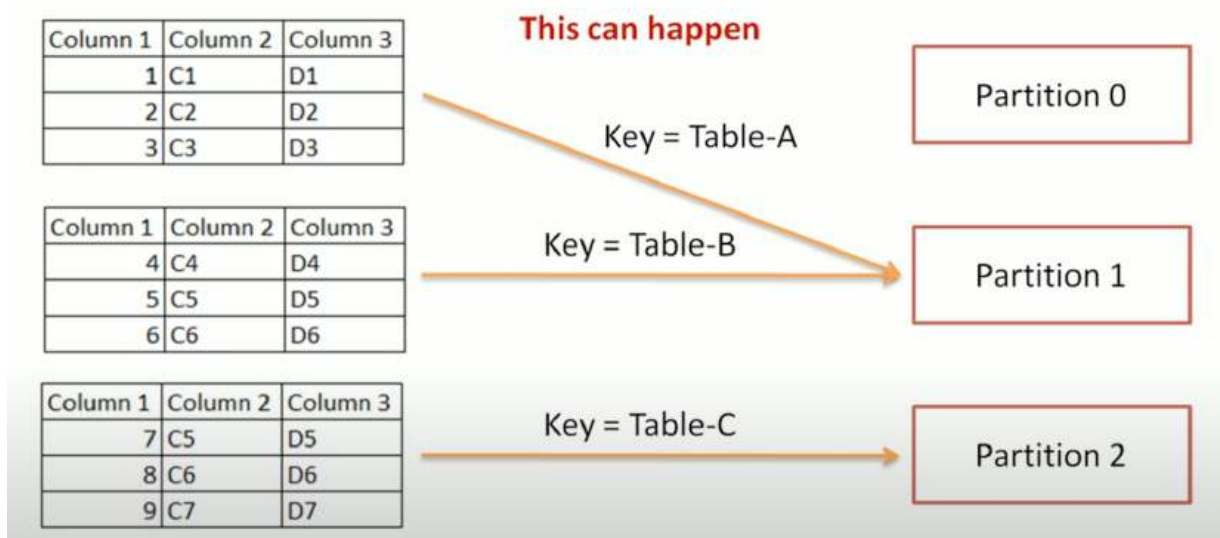 This can happen
Column 1 Column 2 Column 3
1 C1 D1
2 C2 D2
3 C3 D3
Key = Table-A
Partition 0
Column 1 Column 2 Column 3
4 C4 D4
5 C5 D5
6 C6 D6
Key = Table-B
Partition 1
Column 1 Column 2 Column 3
7 C5 D5
8 C6 D6
9 C7 D7
Key = Table-C
Partition 2